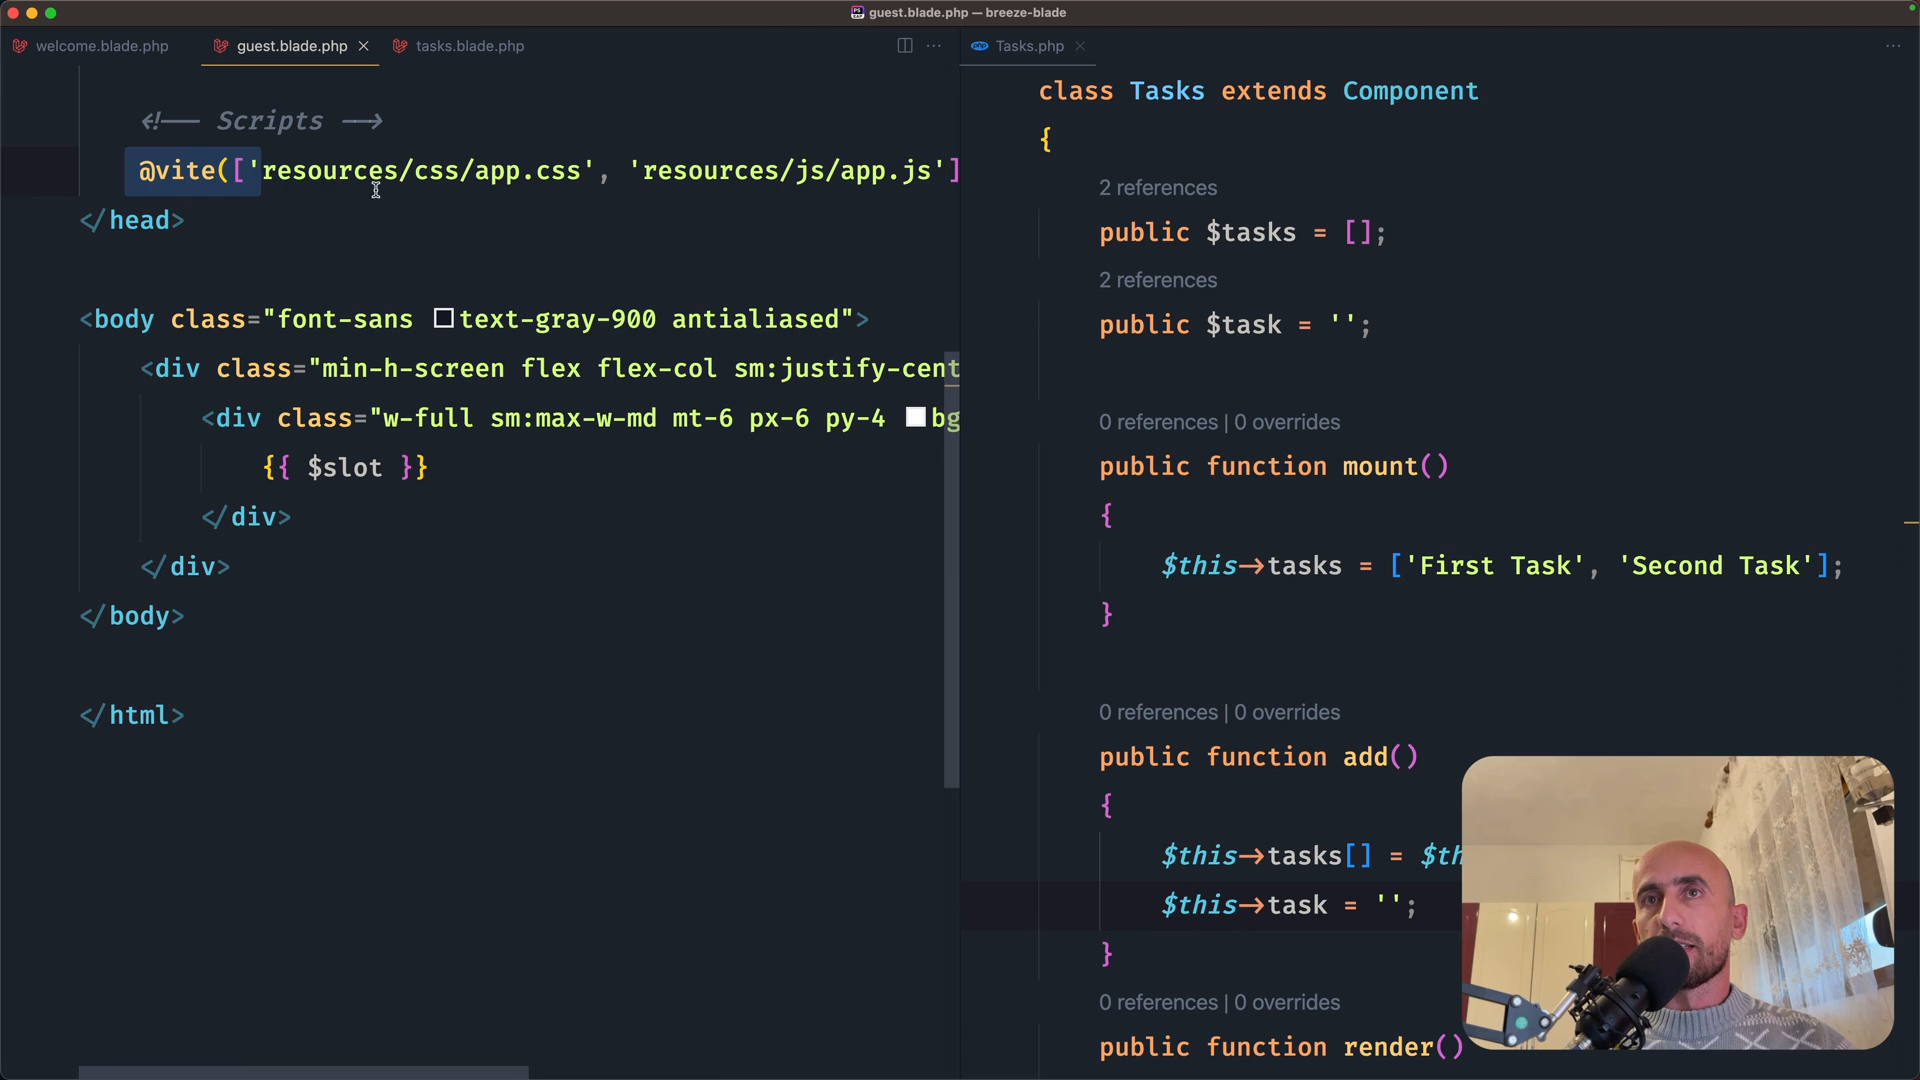 guest.blade.php — breeze-blade
welcome.blade.php
guest.blade.php
tasks.blade.php
<!-- Scripts -->
@vite(['resources/css/app.css', 'resources/js/app.js']
</head>
<body class="font-sans text-gray-900 antialiased">
<div class="min-h-screen flex flex-col sm:justify-cent
<div class="w-full sm:max-w-md mt-6 px-6 py-4 bg
{{ $slot }}
</div>
</div>
</body>
</html>
php Tasks.php
class Tasks extends Component
{
2 references
public $tasks = [];
2 references
public $task = '';
0 references | 0 overrides
public function mount()
{
$this->tasks = ['First Task', 'Second Task'];
}
0 references | 0 overrides
public function add()
{
$this->tasks[] = $th
$this->task = '';
}
0 references | 0 overrides
public function render()